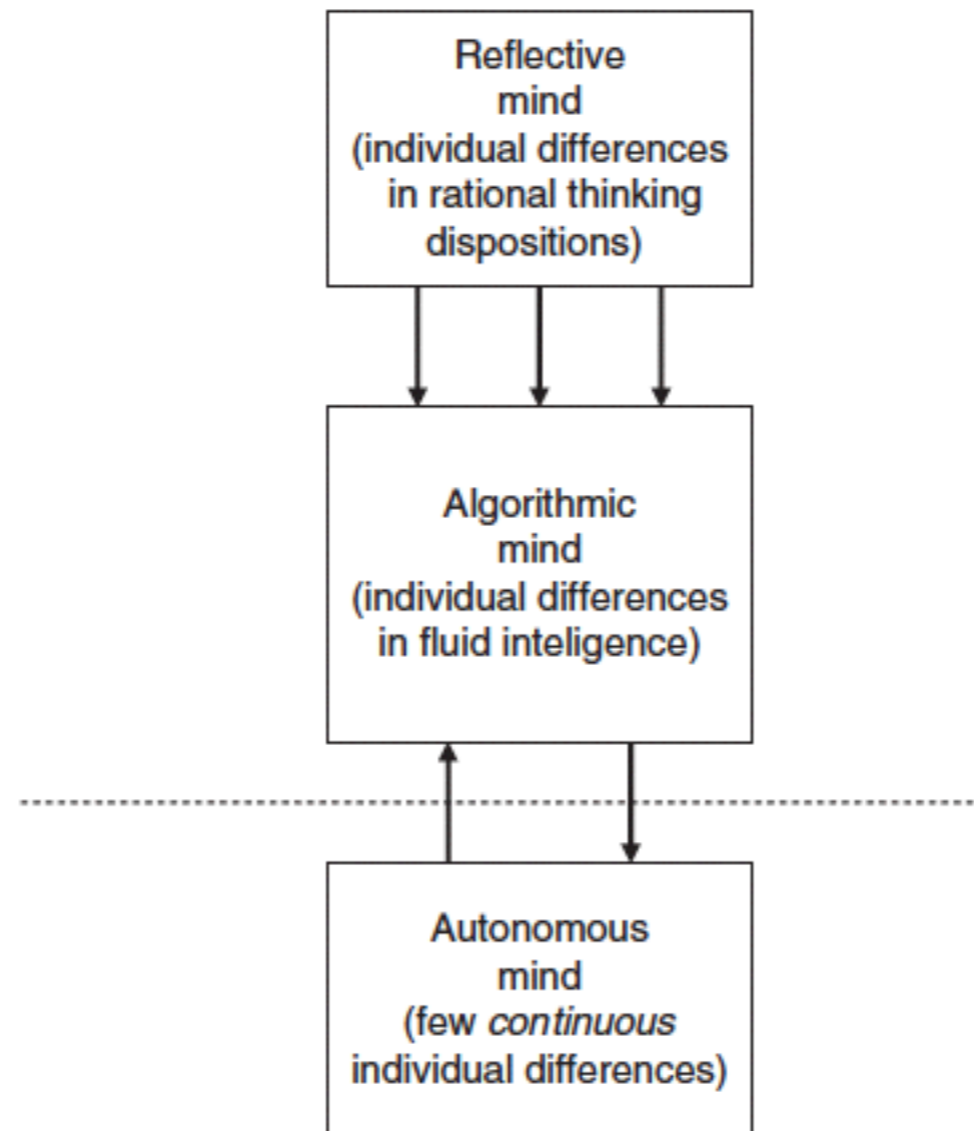 Reflective
mind
(individual differences
in rational thinking
dispositions)
Algorithmic
mind
(individual differences
in fluid inteligence)
Autonomous
mind
(few continuous
individual differences)